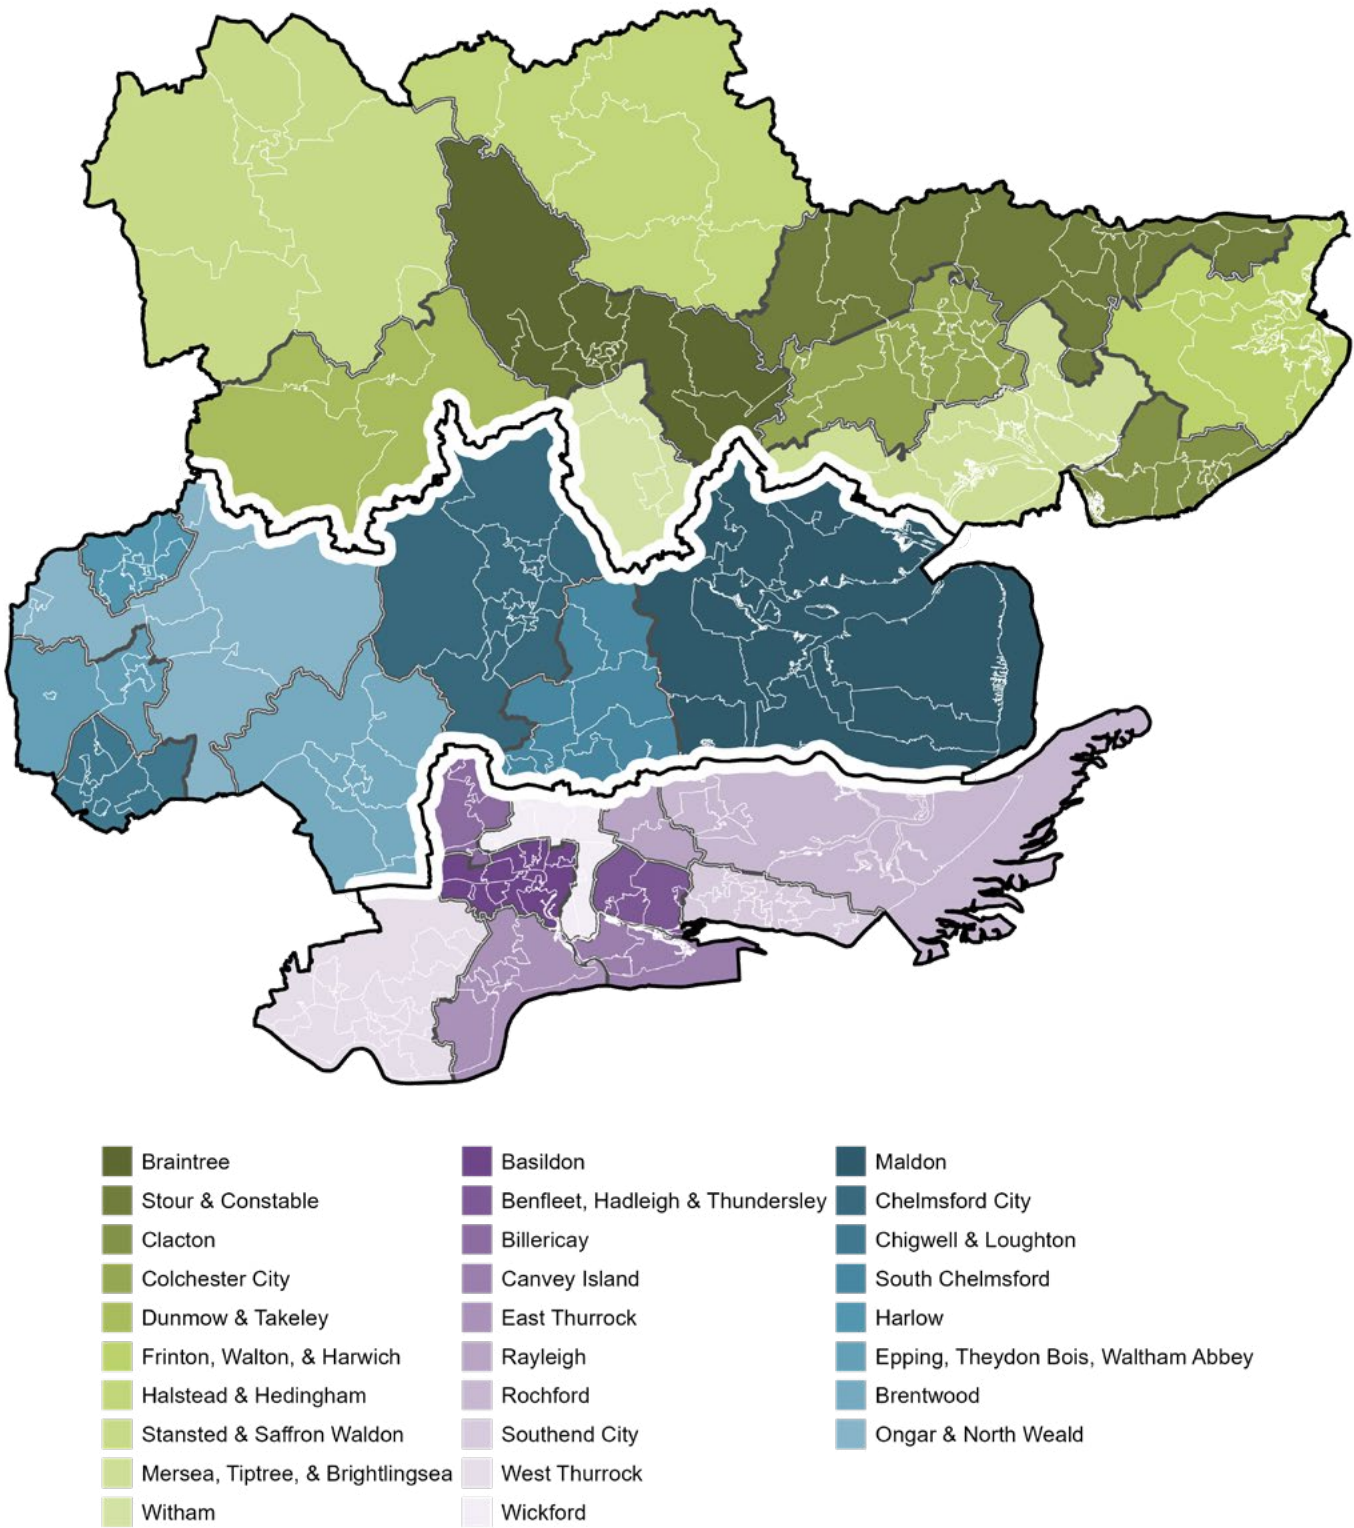 Braintree
Stour & Constable
Clacton
Colchester City
Dunmow & Takeley
Frinton, Walton, & Harwich
Halstead & Hedingham
Stansted & Saffron Waldon
Mersea, Tiptree, & Brightlingsea
Witham
Basildon
Benfleet, Hadleigh & Thundersley
Billericay
Canvey Island
East Thurrock
Rayleigh
Rochford
Southend City
West Thurrock
Wickford
Maldon
Chelmsford City
Chigwell & Loughton
South Chelmsford
Harlow
Epping, Theydon Bois, Waltham Abbey
Brentwood
Ongar & North Weald